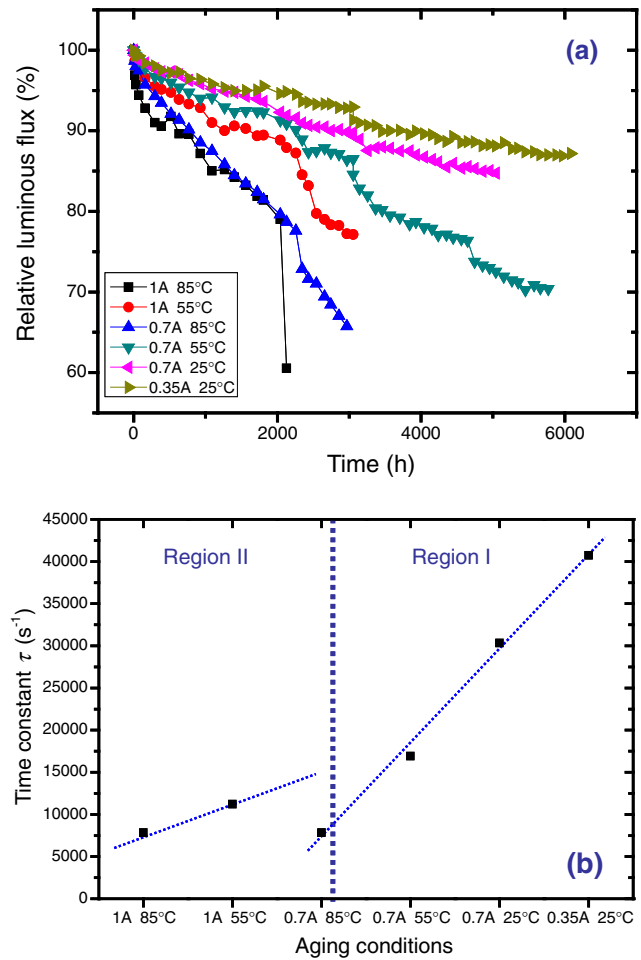 (a)
Relative luminous flux (%)
100
90
80
70
60
1A 85°C
1A 55°C
0.7A 85°C
0.7A 55°C
0.7A 25°C
0.35A 25°C
0 2000 4000 6000
Time (h)
Region II Region I
Time constant τ (s⁻¹)
45000
40000
35000
30000
25000
20000
15000
10000
5000
0
(b)
1A 85°C 1A 55°C 0.7A 85°C 0.7A 55°C 0.7A 25°C 0.35A 25°C
Aging conditions